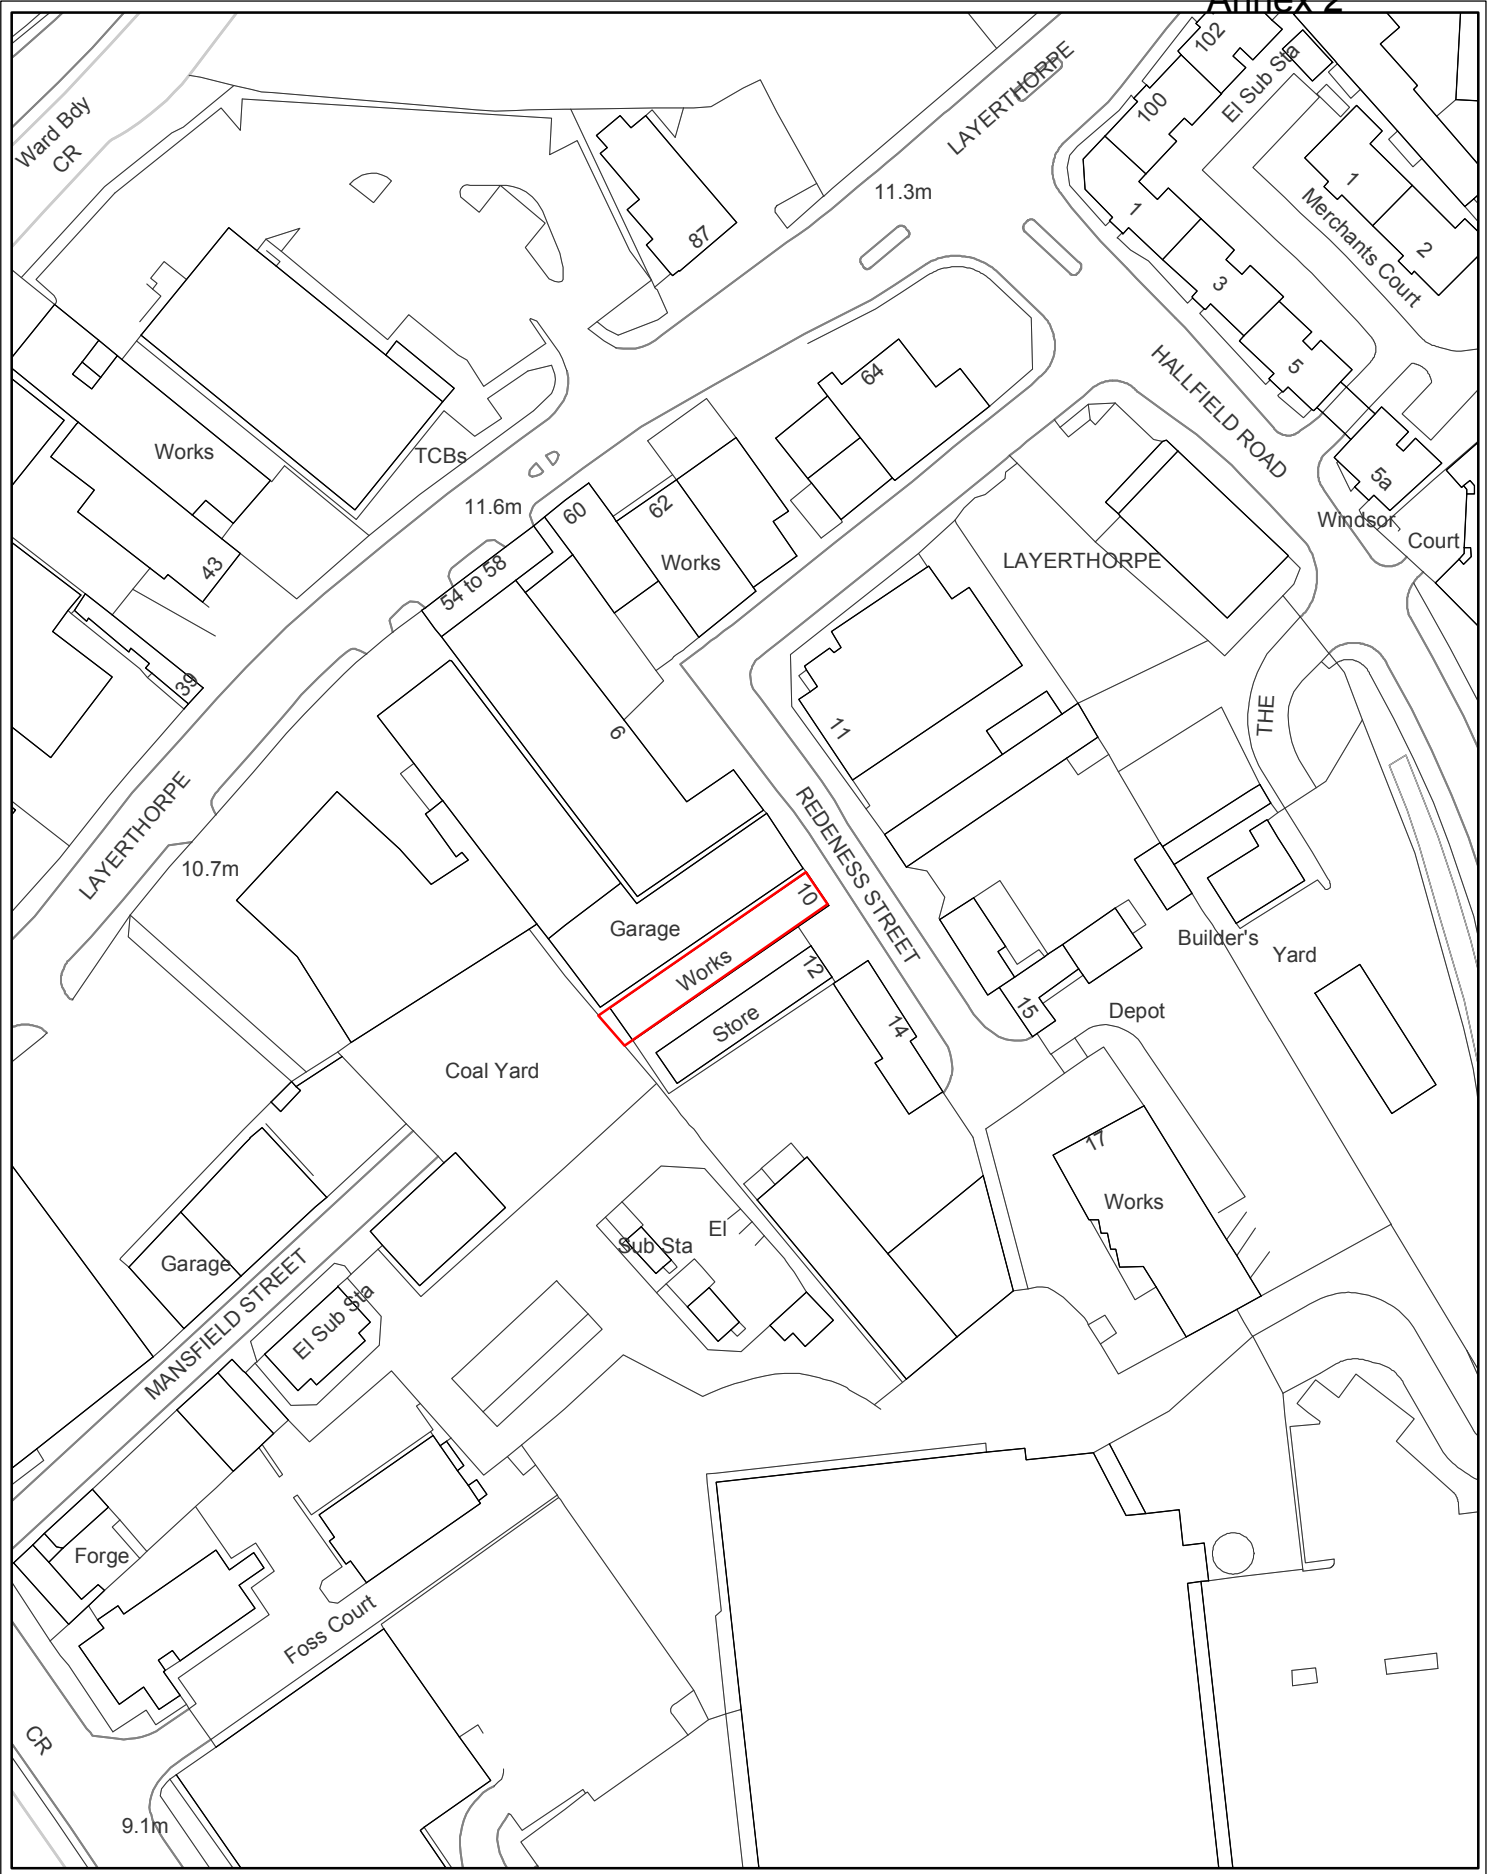 Annex 2
102
LAYERTHORPE
El Sub Sta
100
Ward Bdy
CR
1
11.3m
1
Merchants Court
87
2
3
HALLFIELD ROAD
5
64
Works
TCBs
5a
11.6m
60
62
Windsor
Court
Works
LAYERTHORPE
43
54 to 58
39
THE
6
11
LAYERTHORPE
REDENESS STREET
10.7m
10
Garage
Builder's
Yard
Works
12
Store
15
Depot
14
Coal Yard
17
Works
El
Sub Sta
Garage
MANSFIELD STREET
El Sub Sta
Forge
Foss Court
CR
9.1m